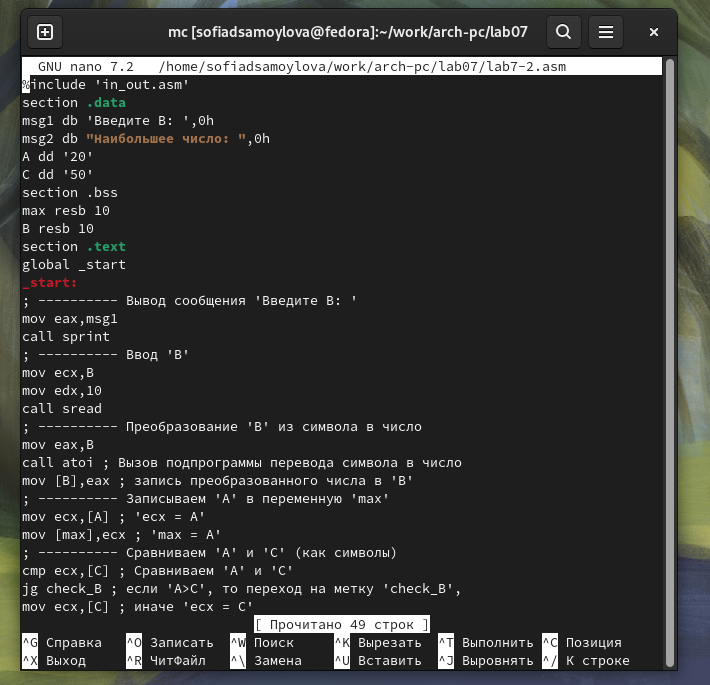 mc [sofiadsamoylova@fedora]:~/work/arch-pc/lab07
GNU nano 7.2 /home/sofiadsamoylova/work/arch-pc/lab07/lab7-2.asm
%include 'in_out.asm'
section .data
msg1 db 'Введите B: ',0h
msg2 db "Наибольшее число: ",0h
A dd '20'
C dd '50'
section .bss
max resb 10
B resb 10
section .text
global _start
_start:
; ---------- Вывод сообщения 'Введите B: '
mov eax,msg1
call sprint
; ---------- Ввод 'B'
mov ecx,B
mov edx,10
call sread
; ---------- Преобразование 'B' из символа в число
mov eax,B
call atoi ; Вызов подпрограммы перевода символа в число
mov [B],eax ; запись преобразованного числа в 'B'
; ---------- Записываем 'A' в переменную 'max'
mov ecx,[A] ; 'ecx = A'
mov [max],ecx ; 'max = A'
; ---------- Сравниваем 'A' и 'С' (как символы)
cmp ecx,[C] ; Сравниваем 'A' и 'С'
jg check_B ; если 'A>C', то переход на метку 'check_B',
mov ecx,[C] ; иначе 'ecx = C'
[ Прочитано 49 строк ]
^G Справка ^O Записать ^W Поиск ^K Вырезать ^T Выполнить ^C Позиция
^X Выход ^R ЧитФайл ^\ Замена ^U Вставить ^J Выровнять ^/ К строке